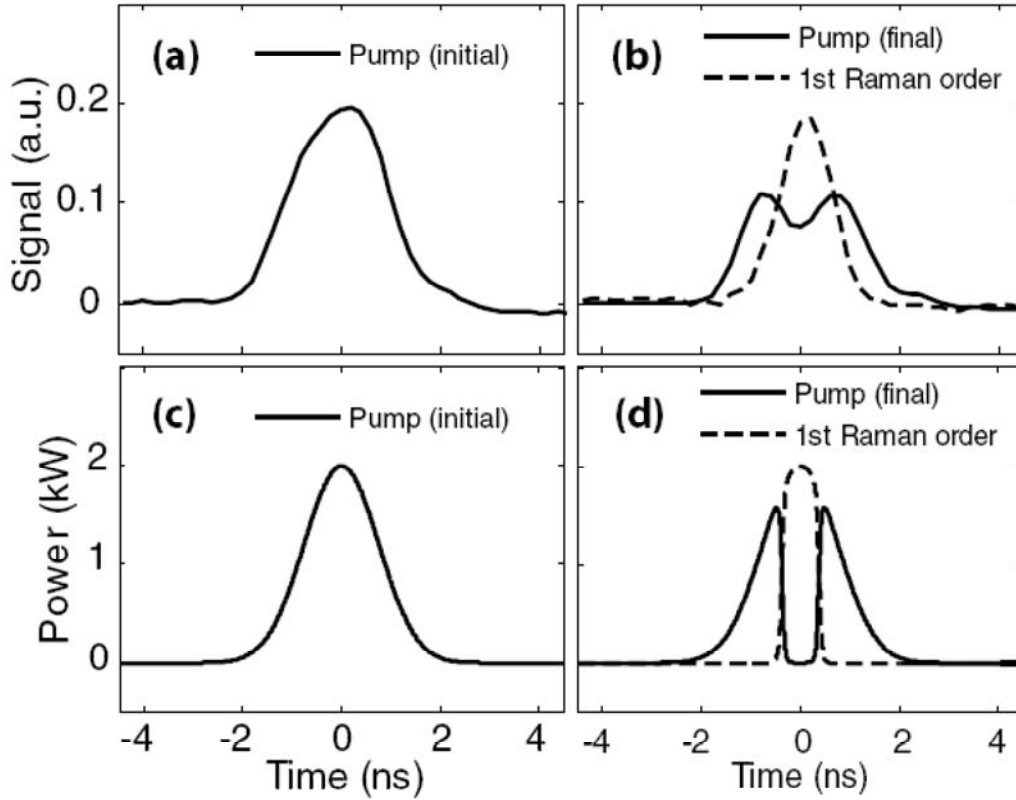 (a)
Pump (initial)
(b)
Pump (final)
1st Raman order
Signal (a.u.)
0.2
0.1
0
(c)
Pump (initial)
(d)
Pump (final)
1st Raman order
Power (kW)
2
1
0
-4 -2 0 2 4
-4 -2 0 2 4
Time (ns)
Time (ns)